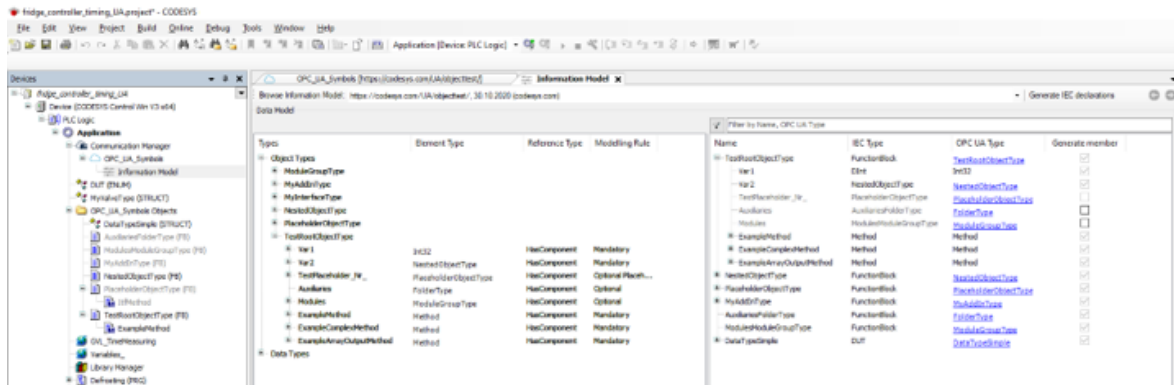 fridge_controller_timing_UA.project* - CODESYS
File Edit View Project Build Online Debug Tools Window Help
Application [Device: PLC Logic]
Devices
fridge_controller_timing_UA
Device (CODESYS Control Win V3 x64)
PLC Logic
Application
Communication Manager
OPC_UA_Symbols
Information Model
DUT (ENUM)
MyValveType (STRUCT)
OPC_UA_Symbols Objects
DataTypeSimple (STRUCT)
AuxiliariesFolderType (FB)
ModulesModuleGroupType (FB)
MyAddInType (FB)
NestedObjectType (FB)
PlaceholderObjectType (FB)
TestRootObjectType (FB)
ExampleMethod
GVL_TimeMeasuring
Variables_
Library Manager
Defrosting (PRG)
OPC_UA_Symbols [https://codesys.com/UA/objecttest/]
Information Model
Browse Information Model: https://codesys.com/UA/objecttest/, 30.10.2020 (codesys.com)
Generate IEC declarations
Data Model
Types Element Type Reference Type Modelling Rule
Object Types
ModuleGroupType
MyAddInType
MyInterfaceType
NestedObjectType
PlaceholderObjectType
TestRootObjectType
Var1 Int32 HasComponent Mandatory
Var2 NestedObjectType HasComponent Mandatory
TestPlaceholder_Nr_ PlaceholderObjectType HasComponent Optional Placeh...
Auxiliaries FolderType HasComponent Optional
Modules ModuleGroupType HasComponent Optional
ExampleMethod Method HasComponent Mandatory
ExampleComplexMethod Method HasComponent Mandatory
ExampleArrayOutputMethod Method HasComponent Mandatory
Data Types
Filter by Name, OPC UA Type
Name IEC Type OPC UA Type Generate member
TestRootObjectType FunctionBlock TestRootObjectType
Var1 DInt Int32
Var2 NestedObjectType NestedObjectType
TestPlaceholder_Nr_ PlaceholderObjectType PlaceholderObjectType
Auxiliaries AuxiliariesFolderType FolderType
Modules ModulesModuleGroupType ModuleGroupType
ExampleMethod Method Method
ExampleComplexMethod Method Method
ExampleArrayOutputMethod Method Method
NestedObjectType FunctionBlock NestedObjectType
PlaceholderObjectType FunctionBlock PlaceholderObjectType
MyAddInType FunctionBlock MyAddInType
AuxiliariesFolderType FunctionBlock FolderType
ModulesModuleGroupType FunctionBlock ModuleGroupType
DataTypeSimple DUT DataTypeSimple